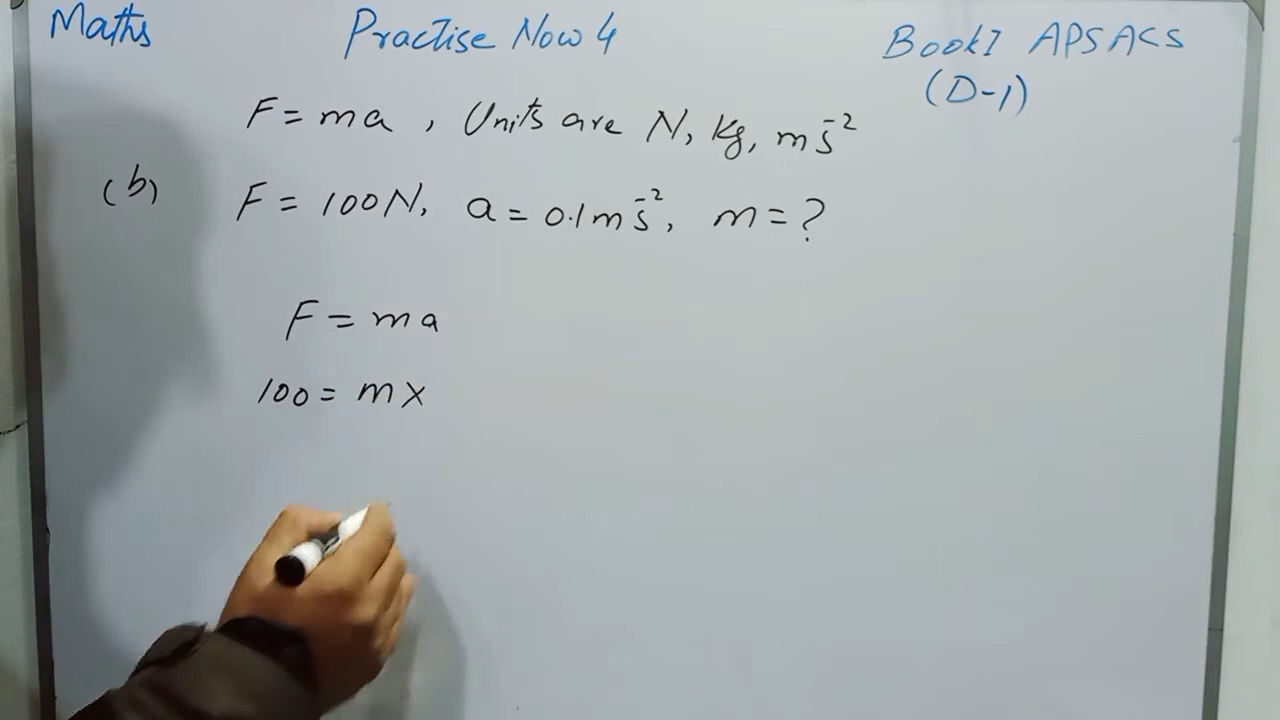 Maths Practise Now 4 Book1 APSACS
(D-1)
F = ma , Units are N, kg, ms⁻²
(b) F = 100N, a = 0.1ms⁻², m = ?
F = ma
100 = m×